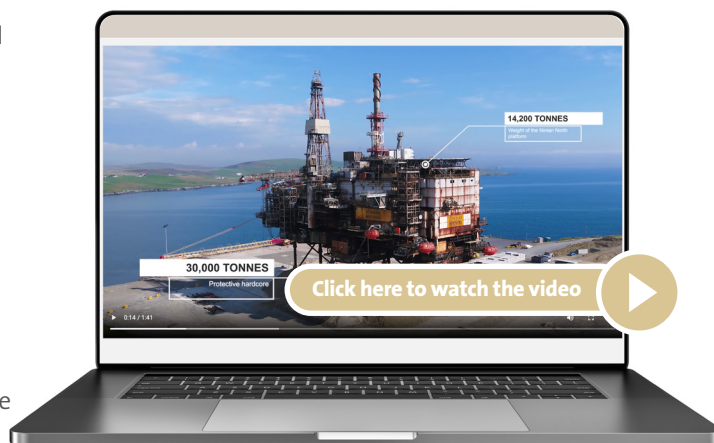 14,200 TONNES
Weight of the Ninian North
platform
30,000 TONNES
Protective hardcore
Click here to watch the video
0:14 / 1:41
e